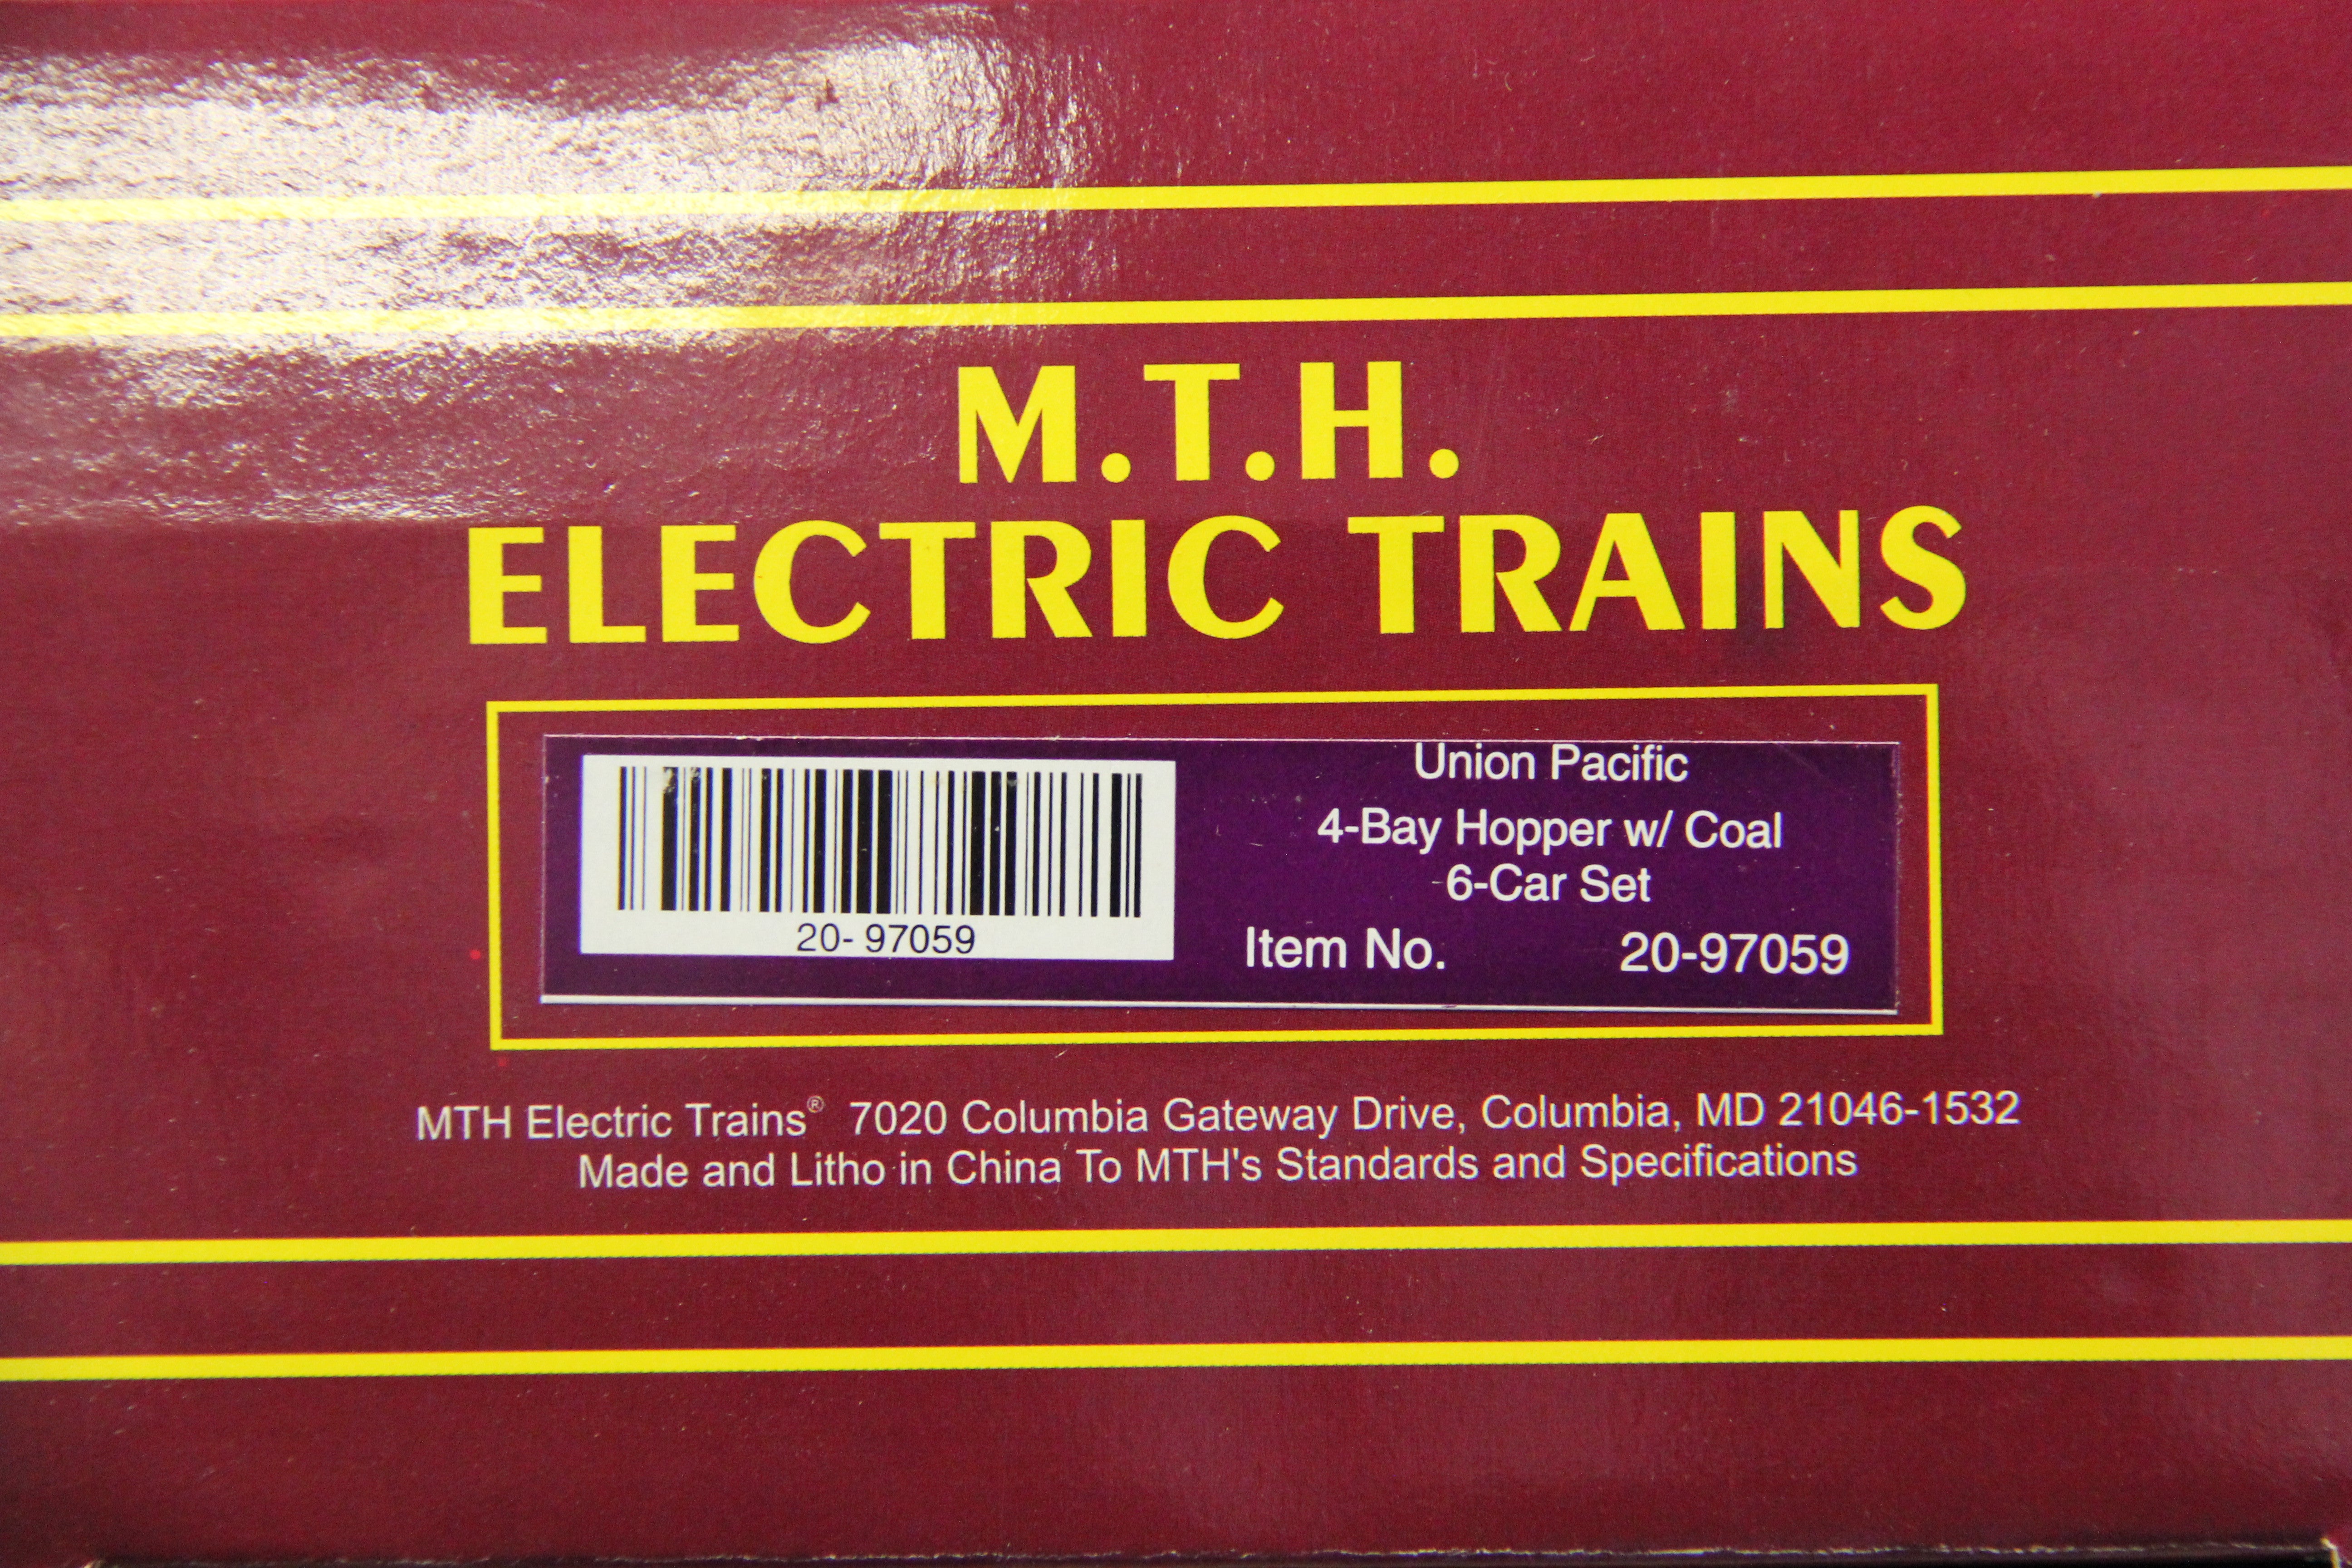 M.T.H.
ELECTRIC TRAINS
20- 97059
Union Pacific
4-Bay Hopper w/ Coal
6-Car Set
Item No. 20-97059
MTH Electric Trains® 7020 Columbia Gateway Drive, Columbia, MD 21046-1532
Made and Litho in China To MTH's Standards and Specifications